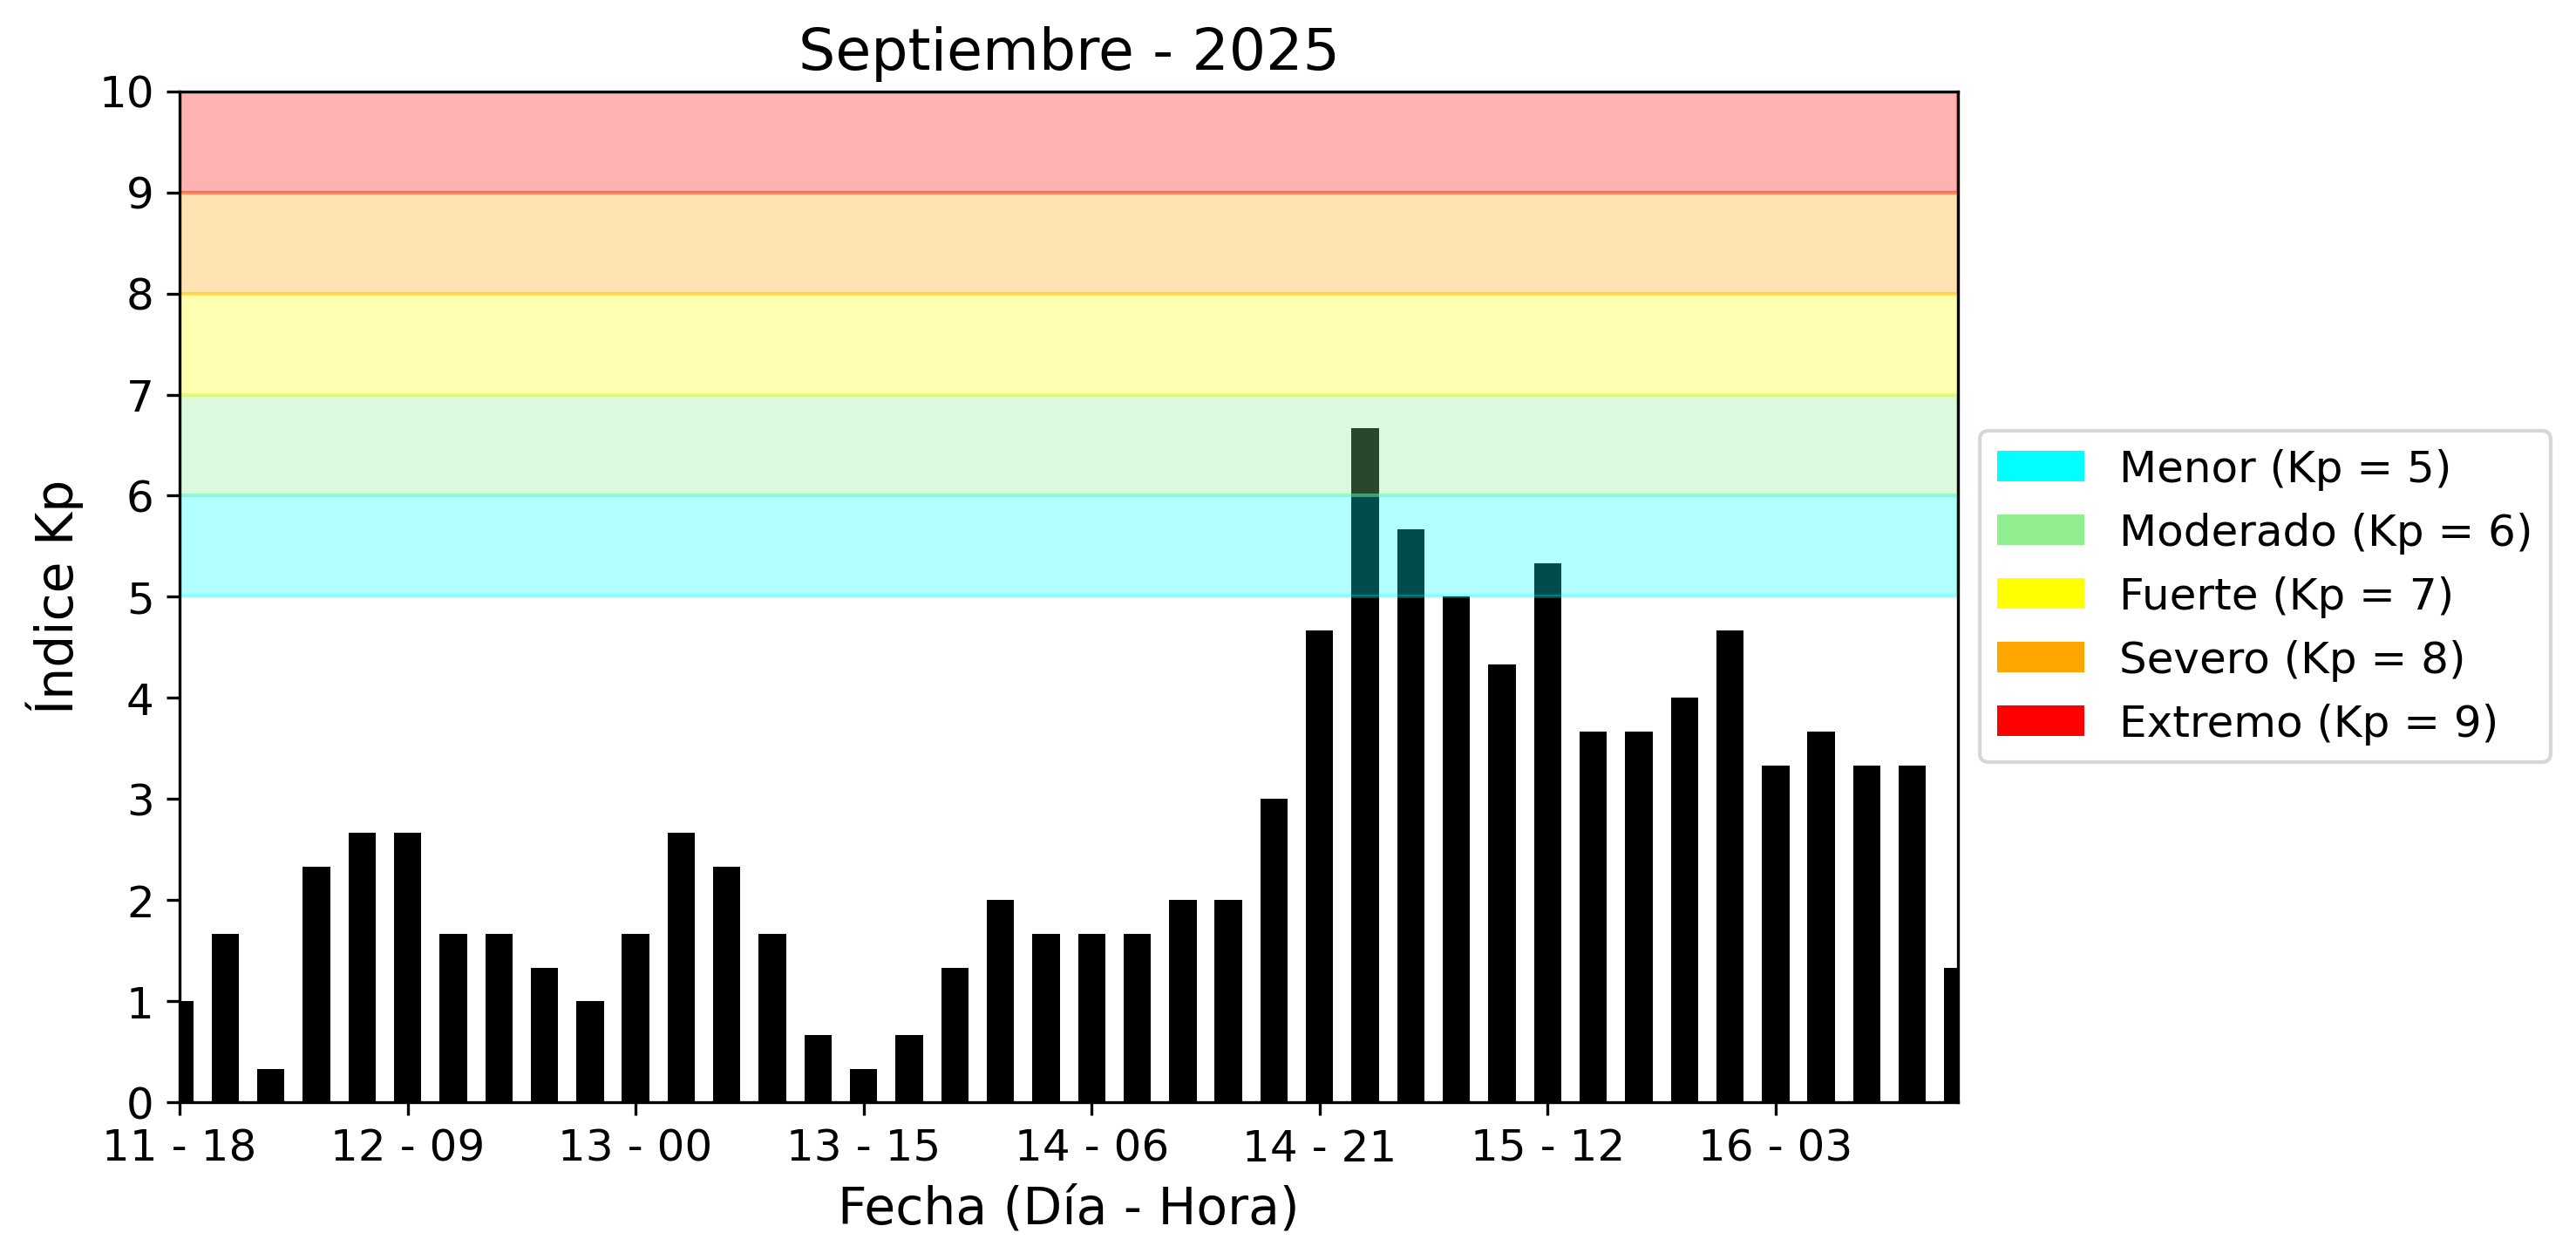 Septiembre - 2025
10
9
8
7
6
5
4
3
2
1
0
Índice Kp
11 - 18
12 - 09
13 - 00
13 - 15
14 - 06
14 - 21
15 - 12
16 - 03
Fecha (Día - Hora)
Menor (Kp = 5)
Moderado (Kp = 6)
Fuerte (Kp = 7)
Severo (Kp = 8)
Extremo (Kp = 9)